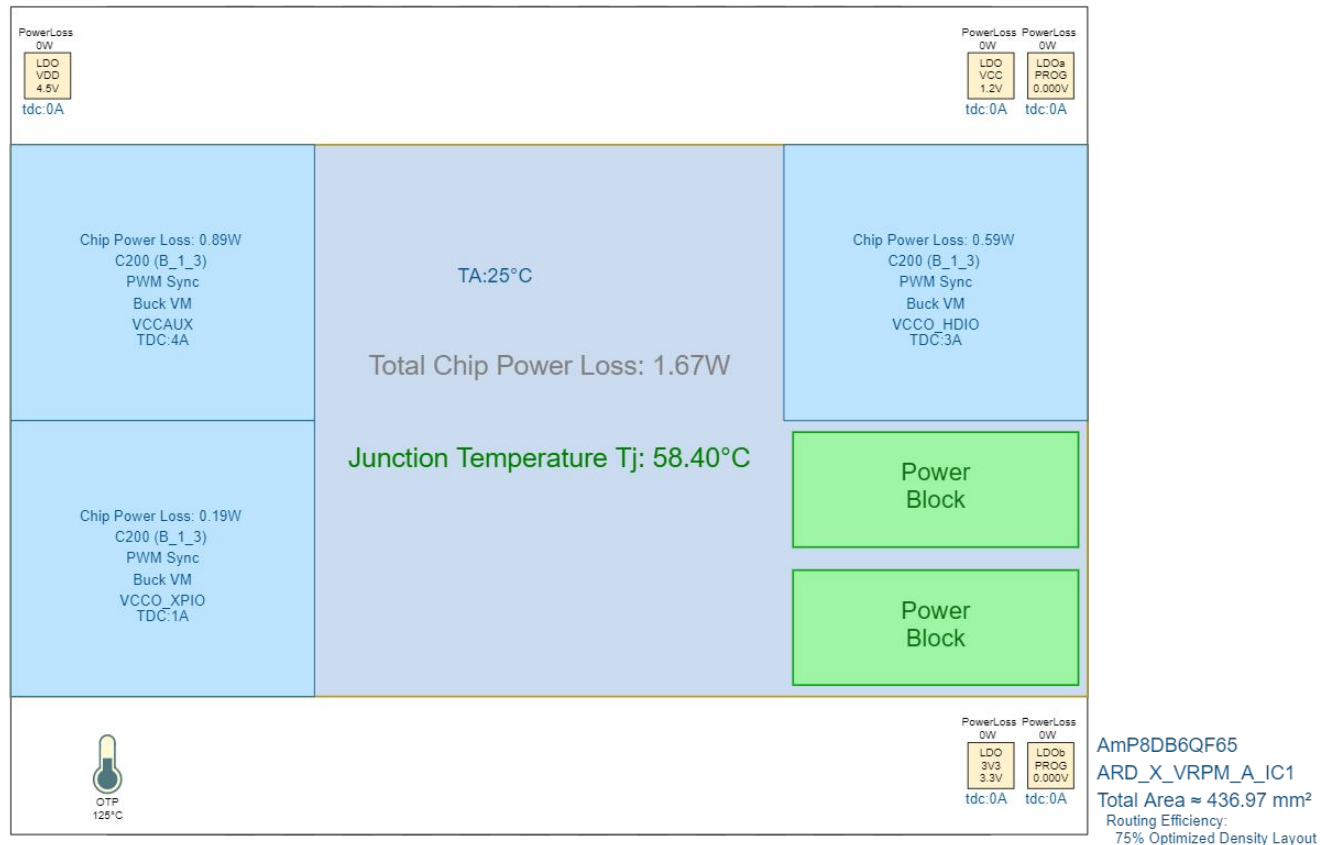 PowerLoss
0W
LDO
VDD
4.5V
tdc:0A
PowerLoss
0W
LDO
VCC
1.2V
tdc:0A
PowerLoss
0W
LDOa
PROG
0.000V
tdc:0A
Chip Power Loss: 0.89W
C200 (B_1_3)
PWM Sync
Buck VM
VCCAUX
TDC:4A
TA:25°C
Total Chip Power Loss: 1.67W
Junction Temperature Tj: 58.40°C
Chip Power Loss: 0.59W
C200 (B_1_3)
PWM Sync
Buck VM
VCCO_HDIO
TDC:3A
Chip Power Loss: 0.19W
C200 (B_1_3)
PWM Sync
Buck VM
VCCO_XPIO
TDC:1A
Power
Block
Power
Block
OTP
125°C
PowerLoss
0W
LDO
3V3
3.3V
tdc:0A
PowerLoss
0W
LDOb
PROG
0.000V
tdc:0A
AmP8DB6QF65
ARD_X_VRPM_A_IC1
Total Area ≈ 436.97 mm²
Routing Efficiency:
75% Optimized Density Layout